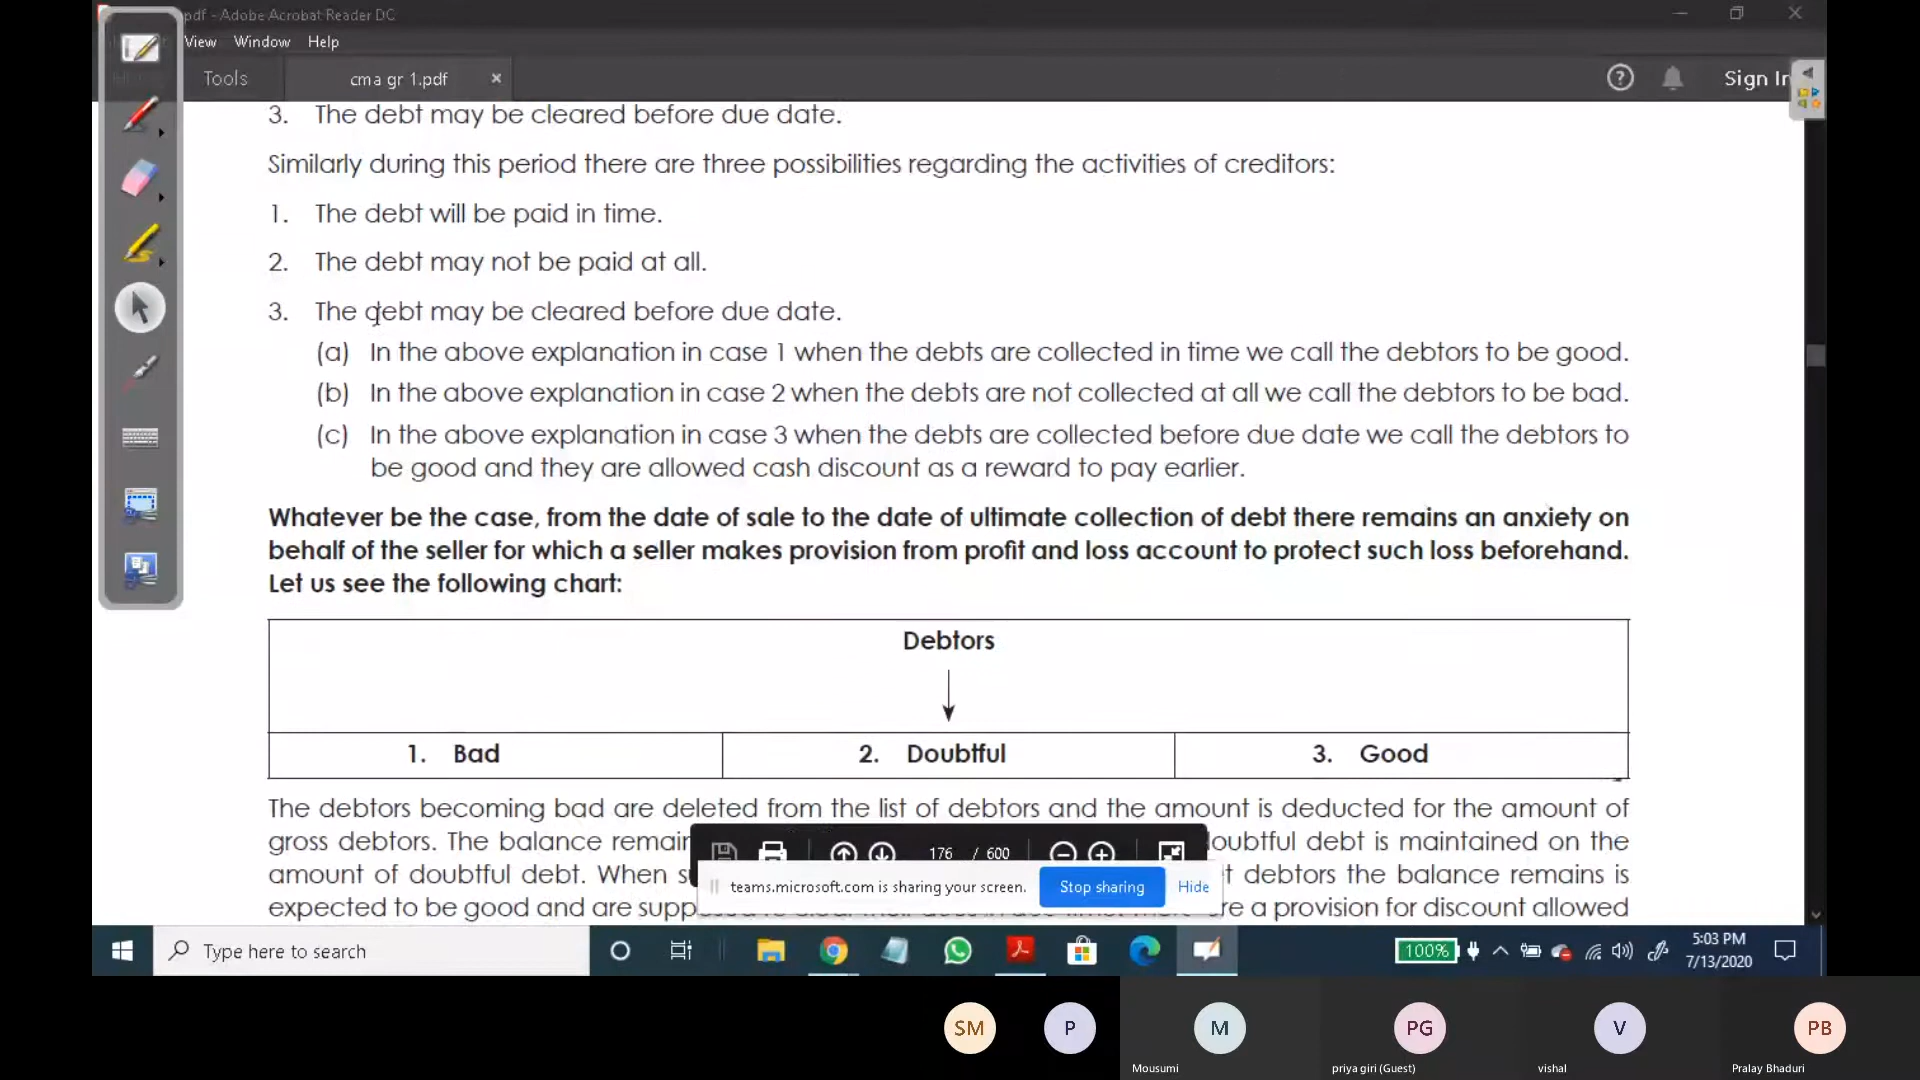 pdf - Adobe Acrobat Reader DC
View Window Help
Tools cma gr 1.pdf × Sign In
3. The debt may be cleared before due date.
Similarly during this period there are three possibilities regarding the activities of creditors:
1. The debt will be paid in time.
2. The debt may not be paid at all.
3. The debt may be cleared before due date.
(a) In the above explanation in case 1 when the debts are collected in time we call the debtors to be good.
(b) In the above explanation in case 2 when the debts are not collected at all we call the debtors to be bad.
(c) In the above explanation in case 3 when the debts are collected before due date we call the debtors to
be good and they are allowed cash discount as a reward to pay earlier.
Whatever be the case, from the date of sale to the date of ultimate collection of debt there remains an anxiety on
behalf of the seller for which a seller makes provision from profit and loss account to protect such loss beforehand.
Let us see the following chart:
Debtors
1. Bad 2. Doubtful 3. Good
The debtors becoming bad are deleted from the list of debtors and the amount is deducted for the amount of
gross debtors. The balance remain doubtful debt is maintained on the
176 / 600
amount of doubtful debt. When debtors the balance remains is
teams.microsoft.com is sharing your screen. Stop sharing Hide
expected to be good and are a provision for discount allowed
Type here to search 100% 5:03 PM
7/13/2020
SM P M PG V PB
Mousumi priya giri (Guest) vishal Pralay Bhaduri